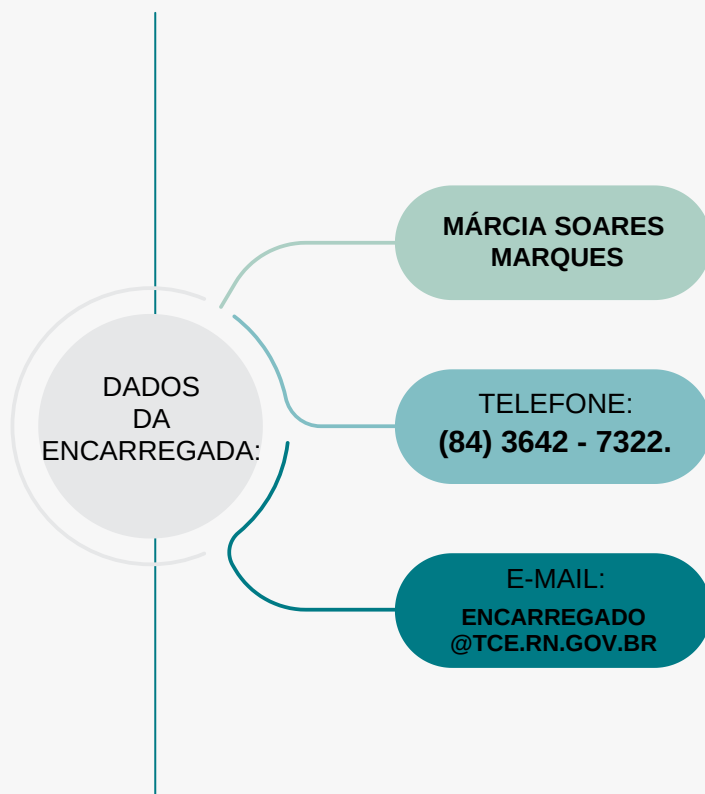 DADOS
DA
ENCARREGADA:
MÁRCIA SOARES
MARQUES
TELEFONE:
(84) 3642 - 7322.
E-MAIL:
ENCARREGADO
@TCE.RN.GOV.BR